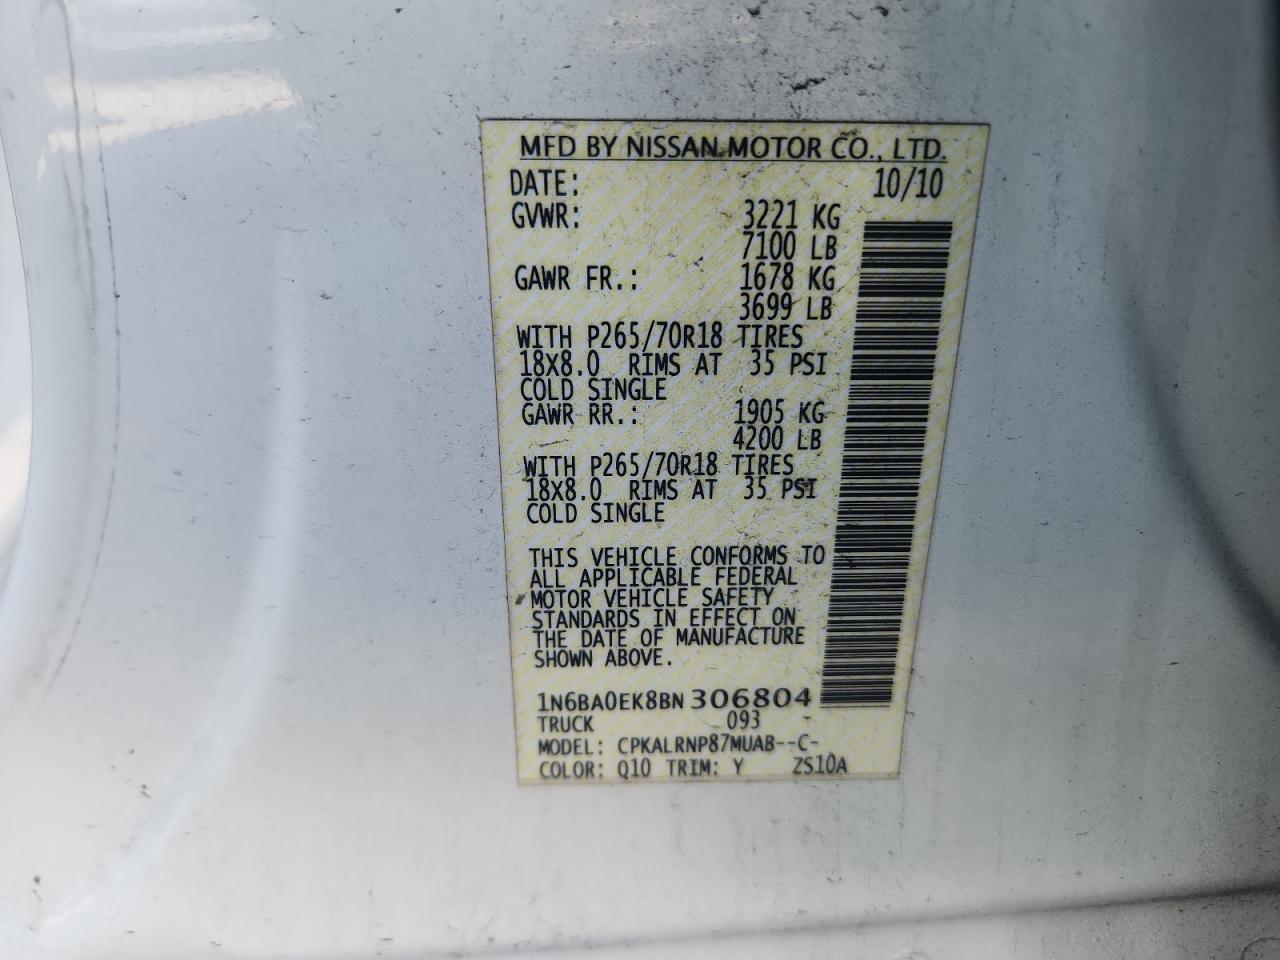 MFD BY NISSAN MOTOR CO., LTD.
DATE: 10/10
GVWR: 3221 KG
7100 LB
GAWR FR.: 1678 KG
3699 LB
WITH P265/70R18 TIRES
18X8.0 RIMS AT 35 PSI
COLD SINGLE
GAWR RR.: 1905 KG
4200 LB
WITH P265/70R18 TIRES
18X8.0 RIMS AT 35 PSI
COLD SINGLE
THIS VEHICLE CONFORMS TO
ALL APPLICABLE FEDERAL
MOTOR VEHICLE SAFETY
STANDARDS IN EFFECT ON
THE DATE OF MANUFACTURE
SHOWN ABOVE.
1N6BA0EK8BN306804
TRUCK 093 -
MODEL: CPKALRNP87MUAB--C-
COLOR: Q10 TRIM: Y ZS10A